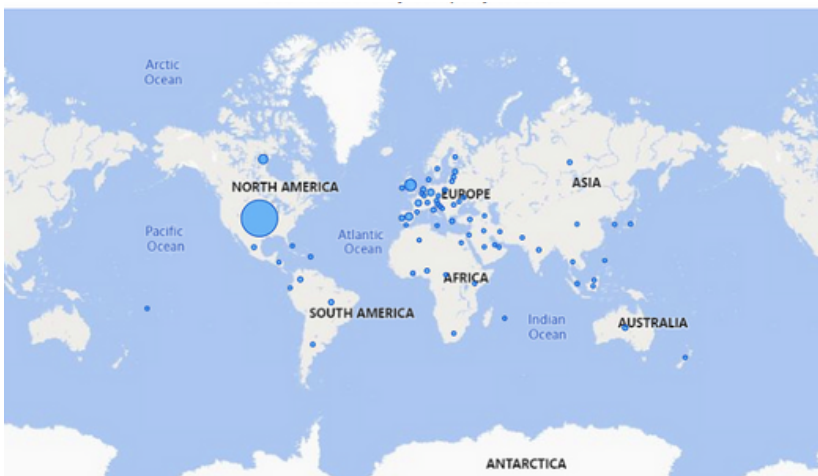 Arctic
Ocean
NORTH AMERICA
EUROPE
ASIA
Pacific
Ocean
Atlantic
Ocean
AFRICA
SOUTH AMERICA
Indian
Ocean
AUSTRALIA
ANTARCTICA